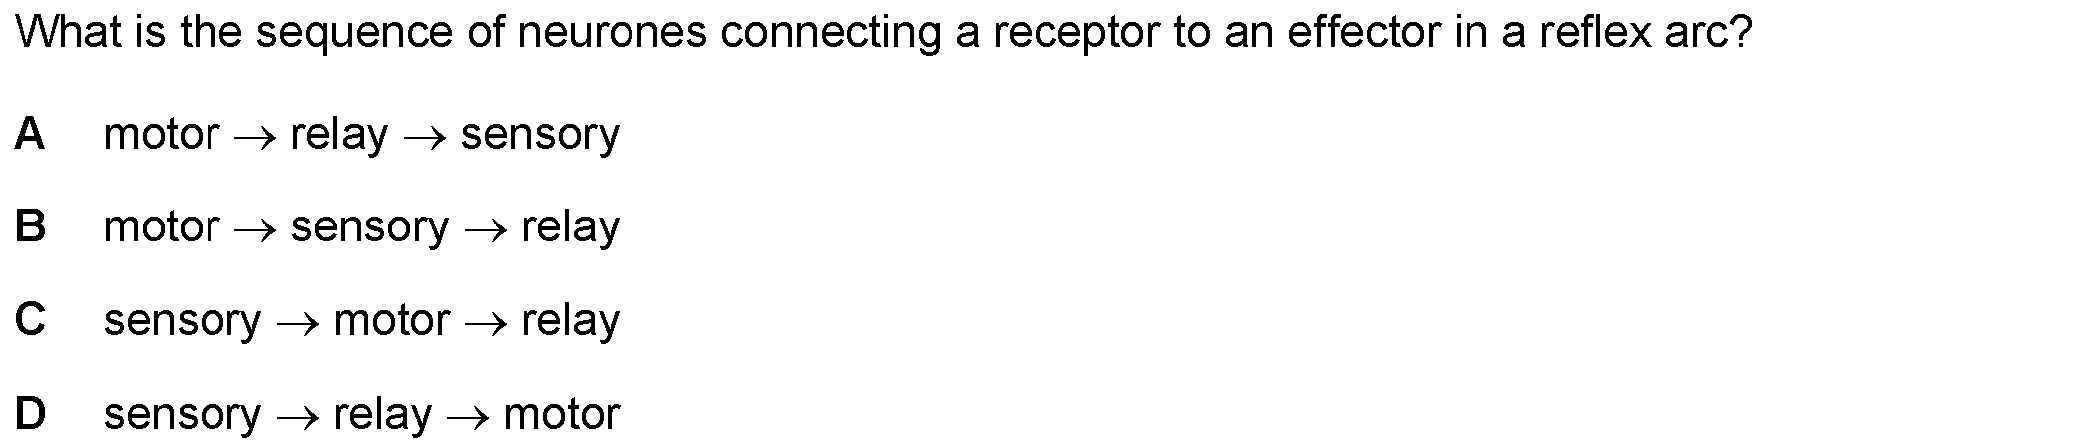 What is the sequence of neurones connecting a receptor to an effector in a reflex arc?
A motor → relay → sensory
B motor → sensory → relay
C sensory → motor → relay
D sensory → relay → motor